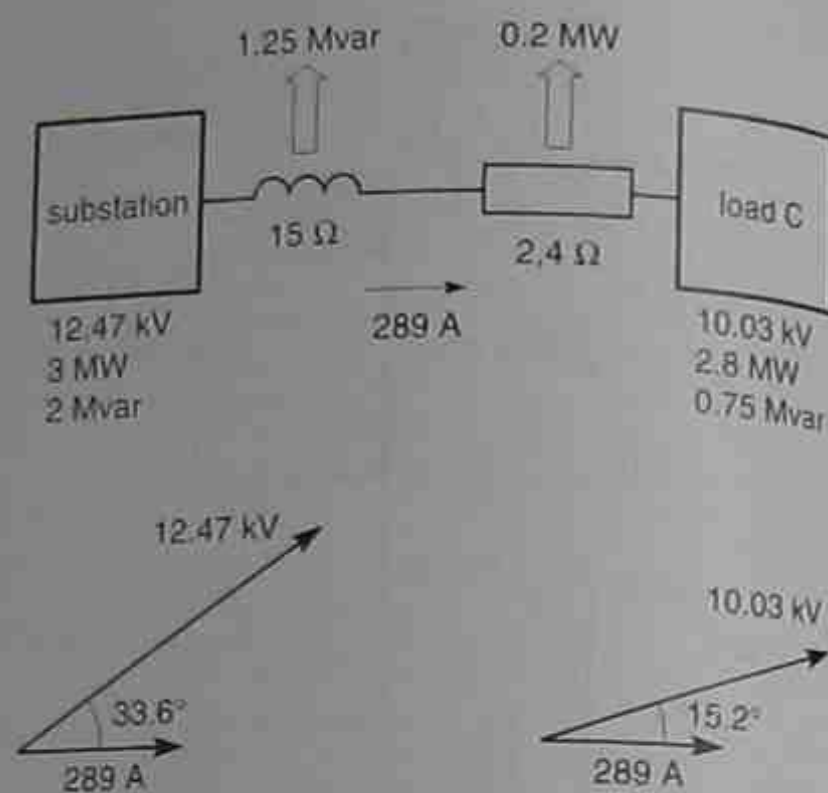 1.25 Mvar
0.2 MW
substation
15 Ω
2,4 Ω
load C
289 A
12.47 kV
3 MW
2 Mvar
10.03 kV
2.8 MW
0.75 Mvar
12.47 kV
33.6°
289 A
10.03 kV
15.2°
289 A